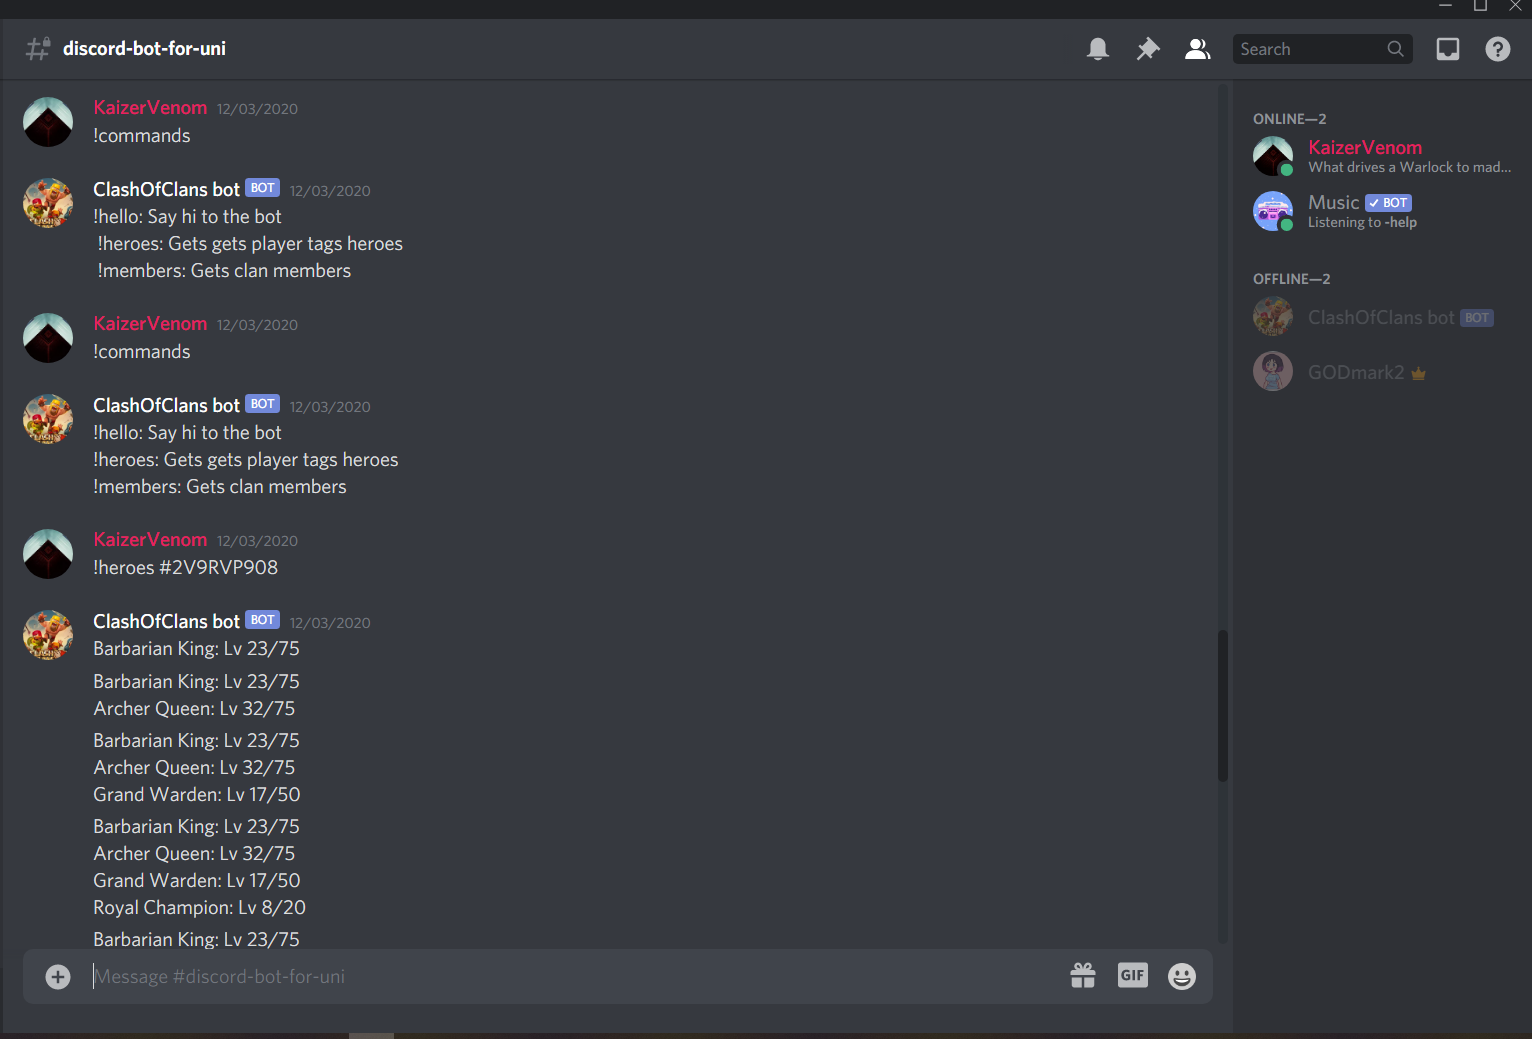 discord-bot-for-uni
Search
KaizerVenom 12/03/2020
!commands
ClashOfClans bot BOT 12/03/2020
!hello: Say hi to the bot
!heroes: Gets gets player tags heroes
!members: Gets clan members
KaizerVenom 12/03/2020
!commands
ClashOfClans bot BOT 12/03/2020
!hello: Say hi to the bot
!heroes: Gets gets player tags heroes
!members: Gets clan members
KaizerVenom 12/03/2020
!heroes #2V9RVP908
ClashOfClans bot BOT 12/03/2020
Barbarian King: Lv 23/75
Barbarian King: Lv 23/75
Archer Queen: Lv 32/75
Barbarian King: Lv 23/75
Archer Queen: Lv 32/75
Grand Warden: Lv 17/50
Barbarian King: Lv 23/75
Archer Queen: Lv 32/75
Grand Warden: Lv 17/50
Royal Champion: Lv 8/20
Barbarian King: Lv 23/75
Message #discord-bot-for-uni
GIF
ONLINE—2
KaizerVenom
What drives a Warlock to mad...
Music BOT
Listening to -help
OFFLINE—2
ClashOfClans bot BOT
GODmark2